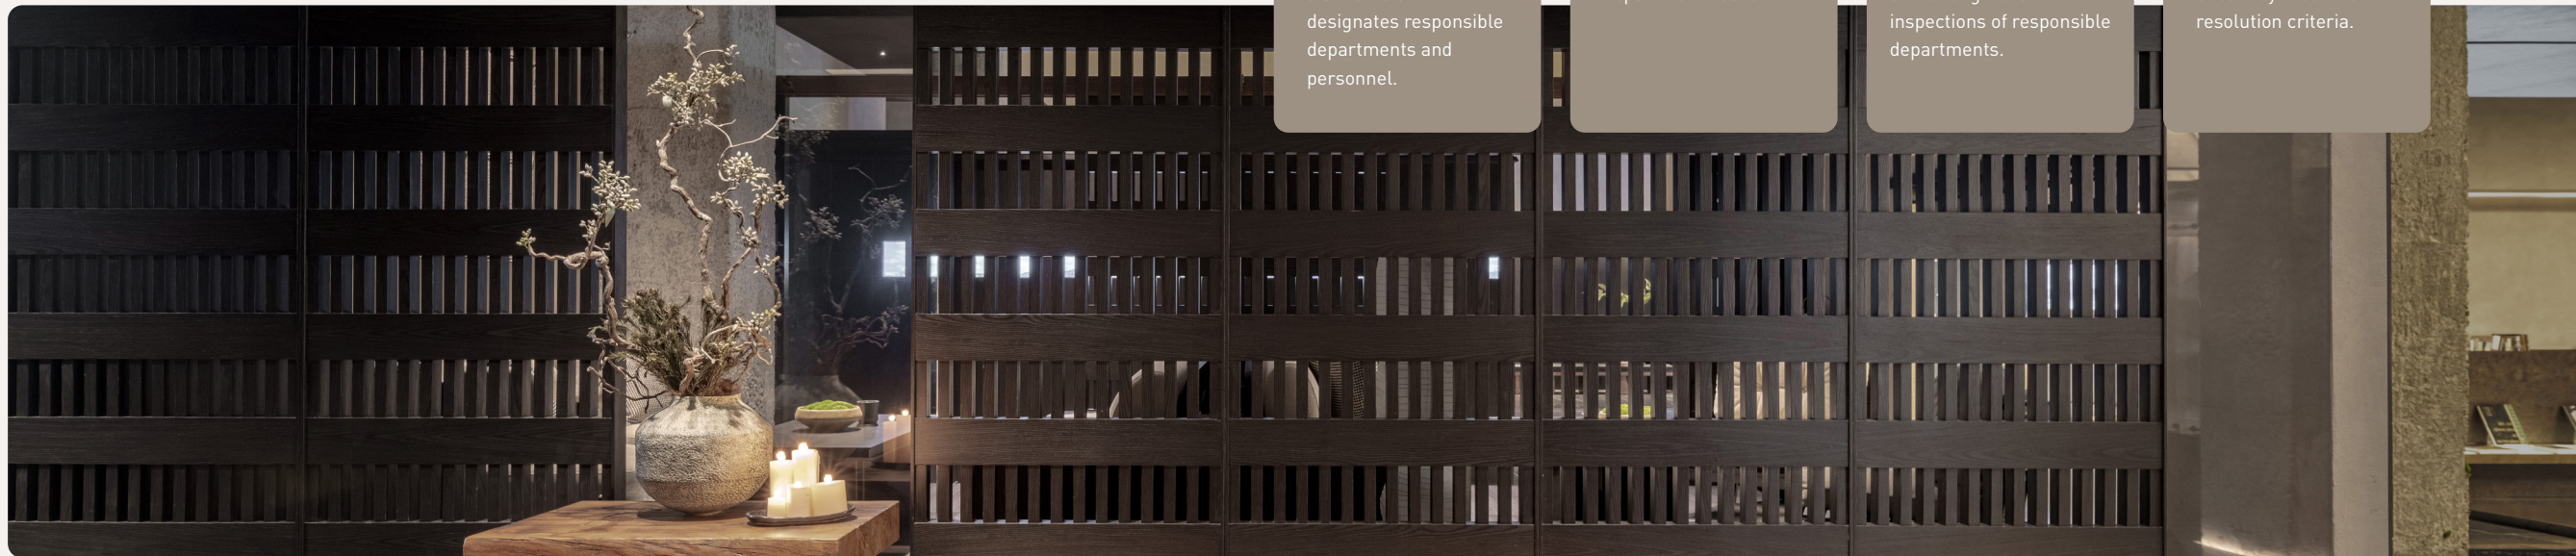 designates responsible
departments and
personnel.
inspections of responsible
departments.
resolution criteria.